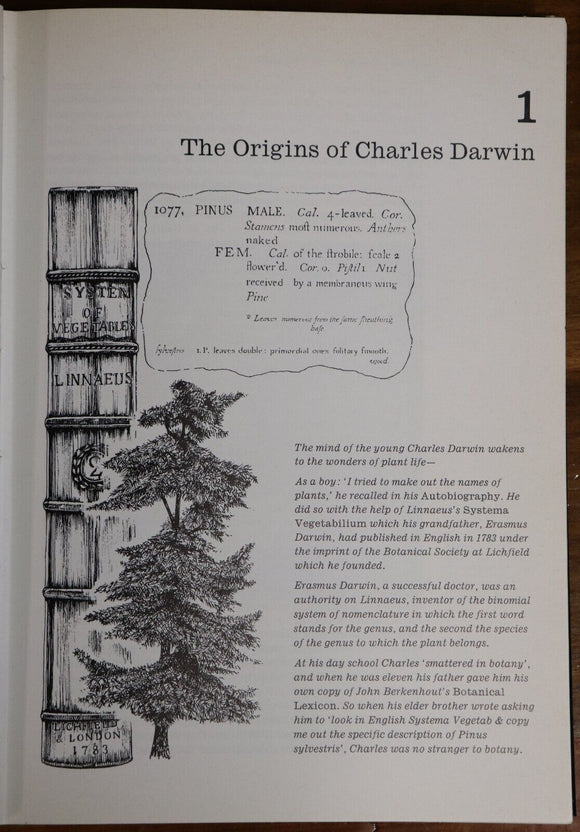 1
The Origins of Charles Darwin
SYSTEM
OF
VEGETABLES
LINNAEUS
2
LICHFIELD
& LONDON
1783
1077, PINUS MALE. Cal. 4-leaved. Cor.
Stamens moſt numerous. Anthers
naked
FEM. Cal. of the ſtrobile: ſcale 2
flower'd. Cor. 0. Piſtil 1 Nut
received by a membranous wing
Pine
* Leaves numerous from the ſame ſheathing
baſe
ſylveſtris 1. P. leaves double: primordial ones ſolitary ſmooth.
The mind of the young Charles Darwin wakens
to the wonders of plant life—
As a boy: 'I tried to make out the names of
plants,' he recalled in his Autobiography. He
did so with the help of Linnaeus's Systema
Vegetabilium which his grandfather, Erasmus
Darwin, had published in English in 1783 under
the imprint of the Botanical Society at Lichfield
which he founded.
Erasmus Darwin, a successful doctor, was an
authority on Linnaeus, inventor of the binomial
system of nomenclature in which the first word
stands for the genus, and the second the species
of the genus to which the plant belongs.
At his day school Charles 'smattered in botany',
and when he was eleven his father gave him his
own copy of John Berkenhout's Botanical
Lexicon. So when his elder brother wrote asking
him to 'look in English Systema Vegetab & copy
me out the specific description of Pinus
sylvestris', Charles was no stranger to botany.